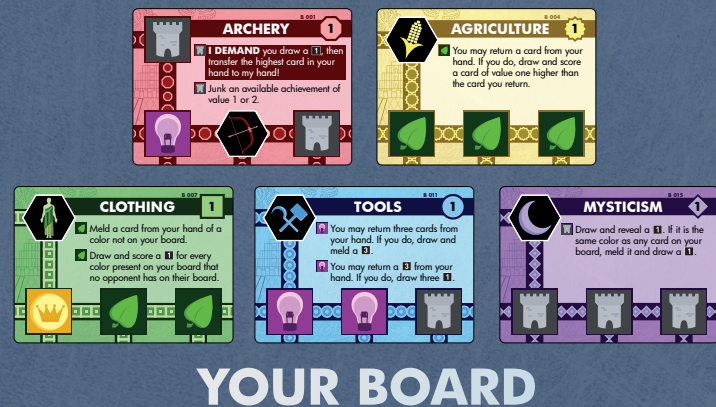 B 001
ARCHERY 1
I DEMAND you draw a 1, then
transfer the highest card in your
hand to my hand!
Junk an available achievement of
value 1 or 2.
B 004
AGRICULTURE 1
You may return a card from your
hand. If you do, draw and score
a card of value one higher than
the card you return.
B 007
CLOTHING 1
Meld a card from your hand of a
color not on your board.
Draw and score a 1 for every
color present on your board that
no opponent has on their board.
B 011
TOOLS 1
You may return three cards from
your hand. If you do, draw and
meld a 3.
You may return a 3 from your
hand. If you do, draw three 1.
B 015
MYSTICISM 1
Draw and reveal a 1. If it is the
same color as any card on your
board, meld it and draw a 1.
YOUR BOARD